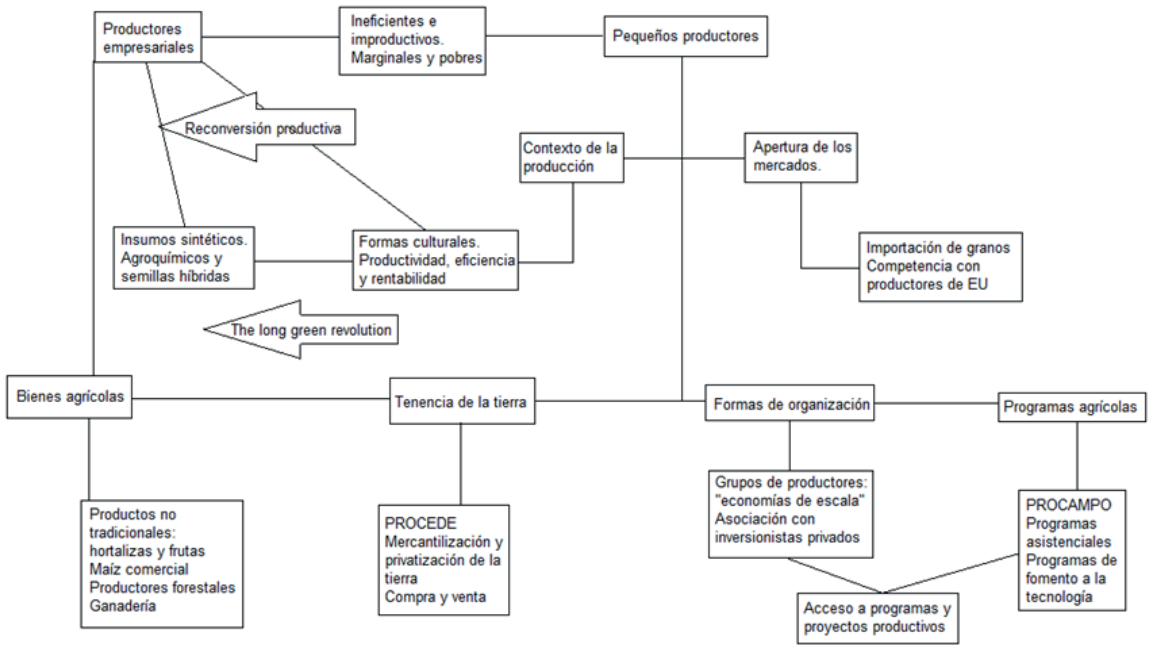 Productores
empresariales
Ineficientes e
improductivos.
Marginales y pobres
Pequeños productores
Reconversión productiva
Contexto de la
producción
Apertura de los
mercados.
Insumos sintéticos.
Agroquímicos y
semillas híbridas
Formas culturales.
Productividad, eficiencia
y rentabilidad
Importación de granos
Competencia con
productores de EU
The long green revolution
Bienes agrícolas
Tenencia de la tierra
Formas de organización
Programas agrícolas
Productos no
tradicionales:
hortalizas y frutas
Maíz comercial
Productores forestales
Ganadería
PROCEDE
Mercantilización y
privatización de la
tierra
Compra y venta
Grupos de productores:
"economías de escala"
Asociación con
inversionistas privados
PROCAMPO
Programas
asistenciales
Programas de
fomento a la
tecnología
Acceso a programas y
proyectos productivos